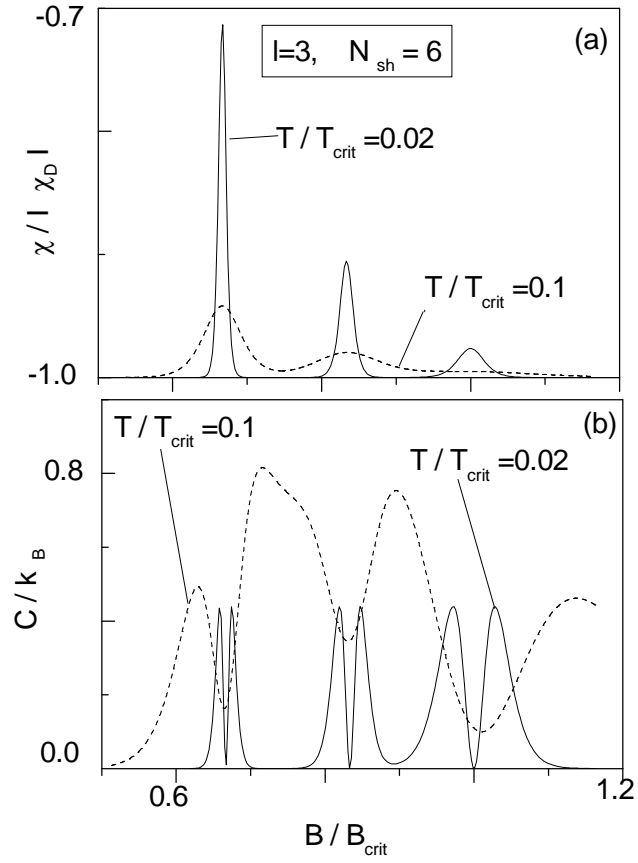 -0.7
(a)
l=3, N sh = 6
T / T crit =0.02
χ / l χ D l
T / T crit =0.1
-1.0
(b)
T / T crit =0.1
T / T crit =0.02
0.8
C / k B
0.0
0.6
1.2
B / B crit